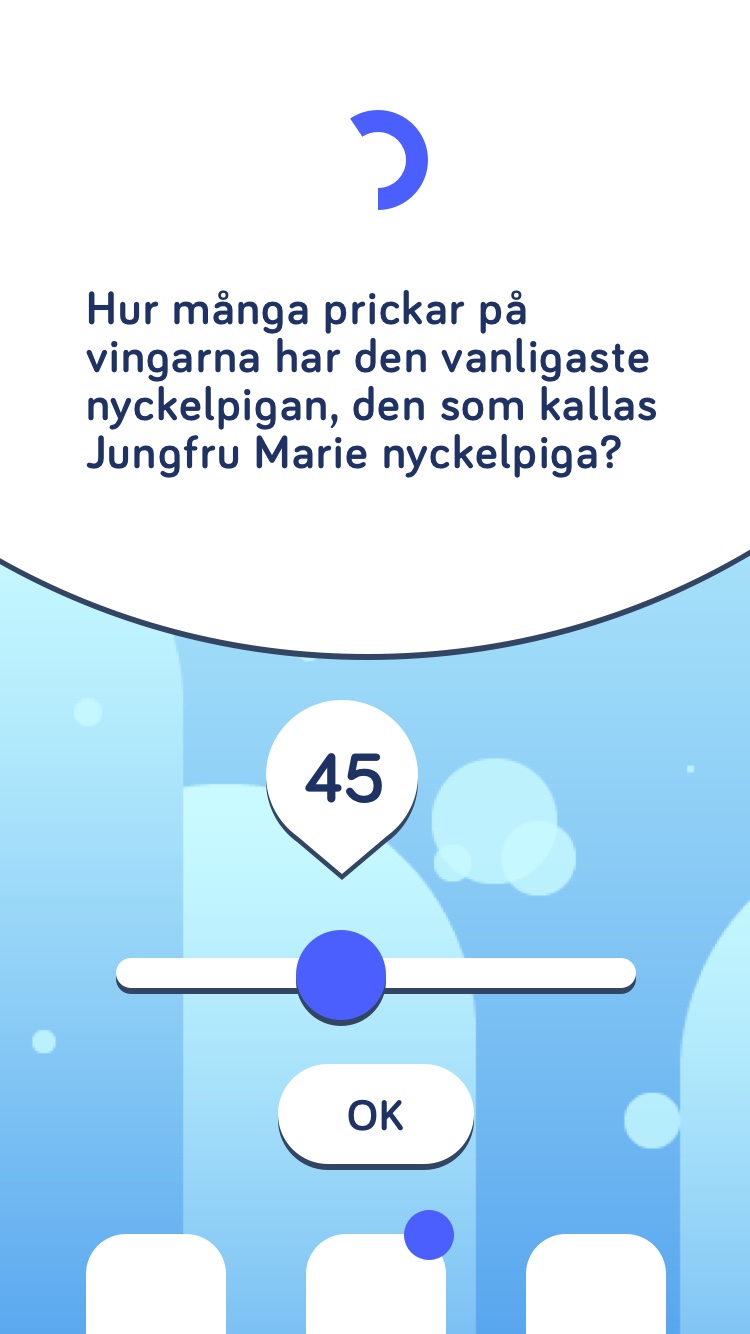 Hur många prickar på
vingarna har den vanligaste
nyckelpigan, den som kallas
Jungfru Marie nyckelpiga?
45
OK